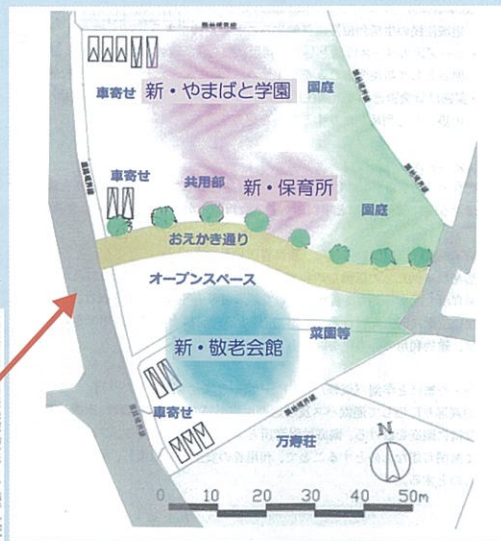 車寄せ
新・やまばと学園
園庭
車寄せ
共用部
新・保育所
園庭
おえかき通り
オープンスペース
新・敬老会館
菜園等
車寄せ
万寿荘
N
0 10 20 30 40 50m